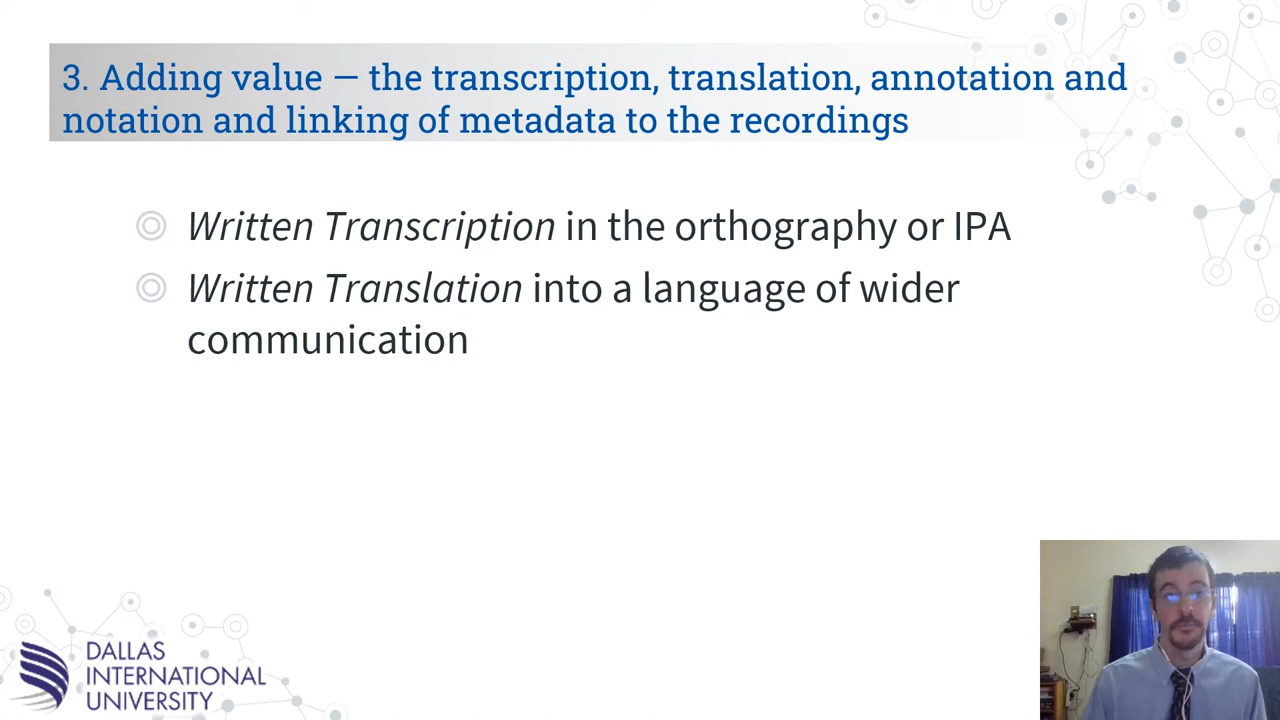 3. Adding value — the transcription, translation, annotation and
notation and linking of metadata to the recordings
Written Transcription in the orthography or IPA
Written Translation into a language of wider
communication
DALLAS
INTERNATIONAL
UNIVERSITY